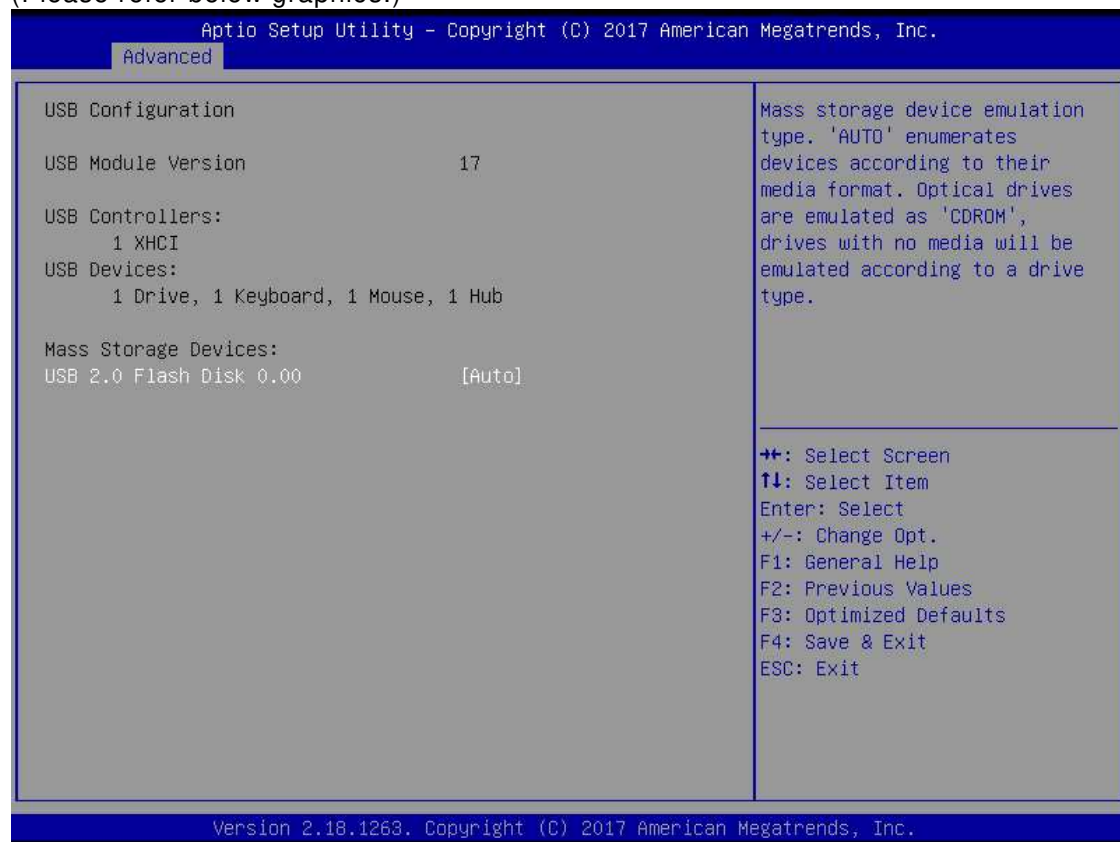 (Please refer below graphics.)
Aptio Setup Utility – Copyright (C) 2017 American Megatrends, Inc.
Advanced
USB Configuration
USB Module Version 17
USB Controllers:
1 XHCI
USB Devices:
1 Drive, 1 Keyboard, 1 Mouse, 1 Hub
Mass Storage Devices:
USB 2.0 Flash Disk 0.00 [Auto]
Mass storage device emulation
type. 'AUTO' enumerates
devices according to their
media format. Optical drives
are emulated as 'CDROM',
drives with no media will be
emulated according to a drive
type.
→←: Select Screen
↑↓: Select Item
Enter: Select
+/-: Change Opt.
F1: General Help
F2: Previous Values
F3: Optimized Defaults
F4: Save & Exit
ESC: Exit
Version 2.18.1263. Copyright (C) 2017 American Megatrends, Inc.